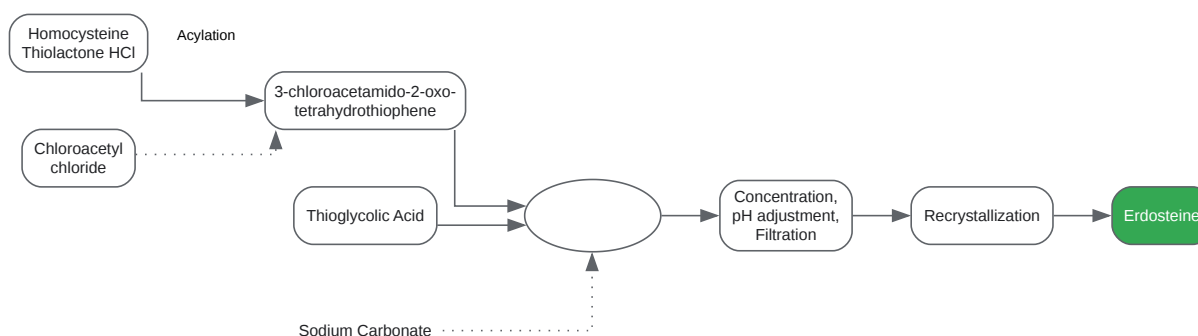 Homocysteine
Thiolactone HCl
Acylation
3-chloroacetamido-2-oxo-
tetrahydrothiophene
Chloroacetyl
chloride
Thioglycolic Acid
Concentration,
pH adjustment,
Filtration
Recrystallization
Erdosteine
Sodium Carbonate